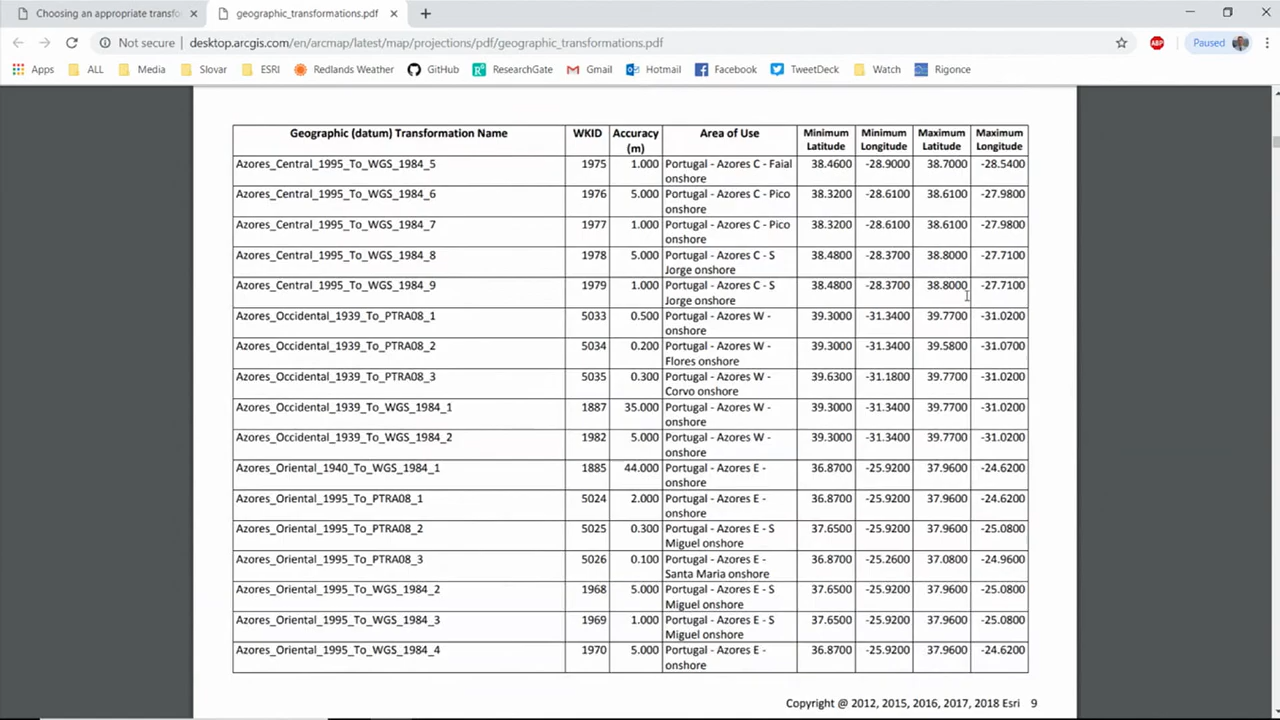 Choosing an appropriate transfo
geographic_transformations.pdf
Not secure | desktop.arcgis.com/en/arcmap/latest/map/projections/pdf/geographic_transformations.pdf
ABP
Paused
Apps ALL Media Slovar ESRI Redlands Weather GitHub ResearchGate Gmail Hotmail Facebook TweetDeck Watch Rigonce
Geographic (datum) Transformation Name WKID Accuracy Area of Use Minimum Minimum Maximum Maximum
(m) Latitude Longitude Latitude Longitude
Azores_Central_1995_To_WGS_1984_5 1975 1.000 Portugal - Azores C - Faial 38.4600 -28.9000 38.7000 -28.5400
onshore
Azores_Central_1995_To_WGS_1984_6 1976 5.000 Portugal - Azores C - Pico 38.3200 -28.6100 38.6100 -27.9800
onshore
Azores_Central_1995_To_WGS_1984_7 1977 1.000 Portugal - Azores C - Pico 38.3200 -28.6100 38.6100 -27.9800
onshore
Azores_Central_1995_To_WGS_1984_8 1978 5.000 Portugal - Azores C - S 38.4800 -28.3700 38.8000 -27.7100
Jorge onshore
Azores_Central_1995_To_WGS_1984_9 1979 1.000 Portugal - Azores C - S 38.4800 -28.3700 38.8000 -27.7100
Jorge onshore
Azores_Occidental_1939_To_PTRA08_1 5033 0.500 Portugal - Azores W - 39.3000 -31.3400 39.7700 -31.0200
onshore
Azores_Occidental_1939_To_PTRA08_2 5034 0.200 Portugal - Azores W - 39.3000 -31.3400 39.5800 -31.0700
Flores onshore
Azores_Occidental_1939_To_PTRA08_3 5035 0.300 Portugal - Azores W - 39.6300 -31.1800 39.7700 -31.0200
Corvo onshore
Azores_Occidental_1939_To_WGS_1984_1 1887 35.000 Portugal - Azores W - 39.3000 -31.3400 39.7700 -31.0200
onshore
Azores_Occidental_1939_To_WGS_1984_2 1982 5.000 Portugal - Azores W - 39.3000 -31.3400 39.7700 -31.0200
onshore
Azores_Oriental_1940_To_WGS_1984_1 1885 44.000 Portugal - Azores E - 36.8700 -25.9200 37.9600 -24.6200
onshore
Azores_Oriental_1995_To_PTRA08_1 5024 2.000 Portugal - Azores E - 36.8700 -25.9200 37.9600 -24.6200
onshore
Azores_Oriental_1995_To_PTRA08_2 5025 0.300 Portugal - Azores E - S 37.6500 -25.9200 37.9600 -25.0800
Miguel onshore
Azores_Oriental_1995_To_PTRA08_3 5026 0.100 Portugal - Azores E - 36.8700 -25.2600 37.0800 -24.9600
Santa Maria onshore
Azores_Oriental_1995_To_WGS_1984_2 1968 5.000 Portugal - Azores E - S 37.6500 -25.9200 37.9600 -25.0800
Miguel onshore
Azores_Oriental_1995_To_WGS_1984_3 1969 1.000 Portugal - Azores E - S 37.6500 -25.9200 37.9600 -25.0800
Miguel onshore
Azores_Oriental_1995_To_WGS_1984_4 1970 5.000 Portugal - Azores E - 36.8700 -25.9200 37.9600 -24.6200
onshore
Copyright @ 2012, 2015, 2016, 2017, 2018 Esri 9